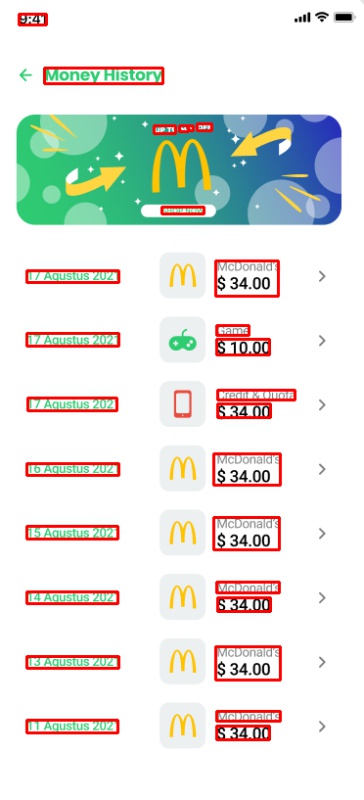 9:41
Money History
17 Agustus 2021
McDonald's
$ 34.00
17 Agustus 2021
Game
$ 10.00
17 Agustus 2021
Credit & Quota
$ 34.00
16 Agustus 2021
McDonald's
$ 34.00
15 Agustus 2021
McDonald's
$ 34.00
14 Agustus 2021
McDonald's
$ 34.00
13 Agustus 2021
McDonald's
$ 34.00
11 Agustus 2021
McDonald's
$ 34.00